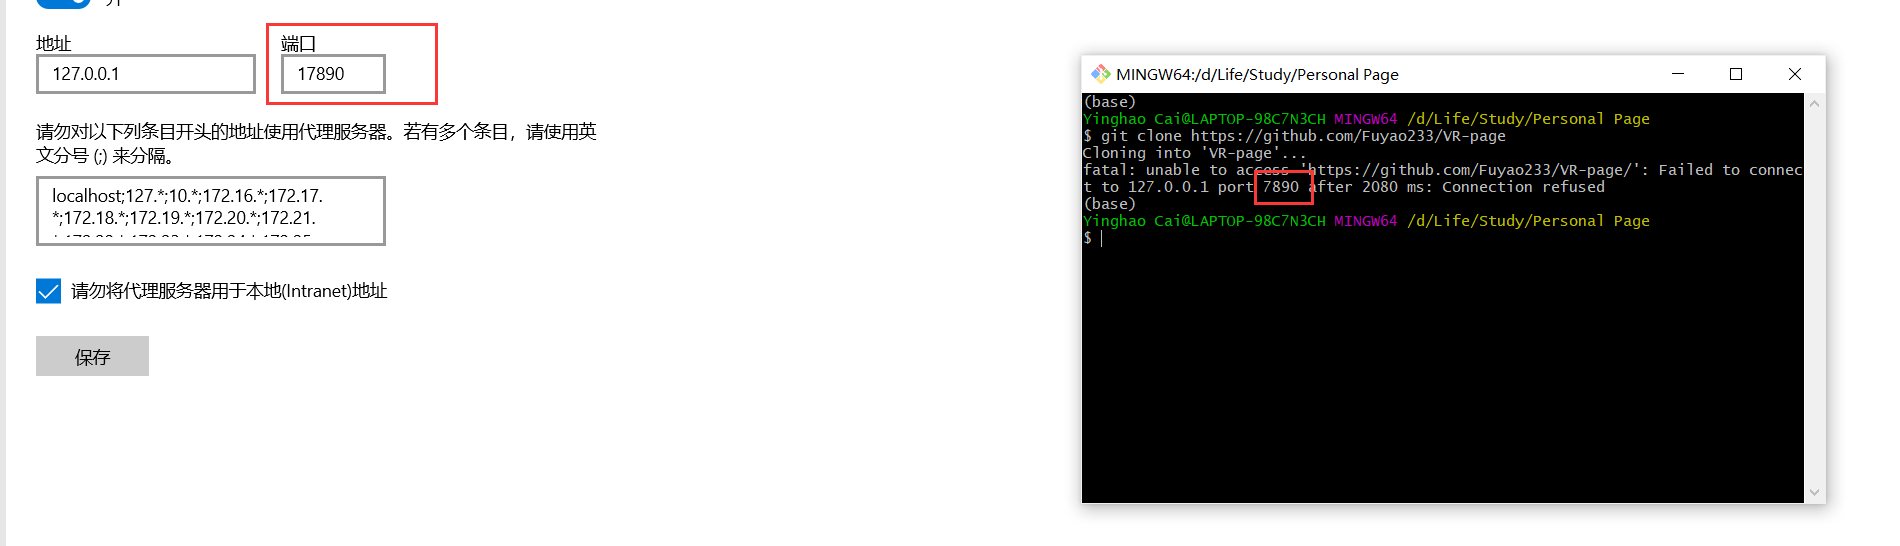 地址
端口
127.0.0.1
17890
请勿对以下列条目开头的地址使用代理服务器。若有多个条目，请使用英
文分号 (;) 来分隔。
localhost;127.*;10.*;172.16.*;172.17.
*;172.18.*;172.19.*;172.20.*;172.21.
请勿将代理服务器用于本地(Intranet)地址
保存
MINGW64:/d/Life/Study/Personal Page
(base)
Yinghao Cai@LAPTOP-98C7N3CH MINGW64 /d/Life/Study/Personal Page
$ git clone https://github.com/Fuyao233/VR-page
Cloning into 'VR-page'...
fatal: unable to access 'https://github.com/Fuyao233/VR-page/': Failed to connec
t to 127.0.0.1 port 7890 after 2080 ms: Connection refused
(base)
Yinghao Cai@LAPTOP-98C7N3CH MINGW64 /d/Life/Study/Personal Page
$